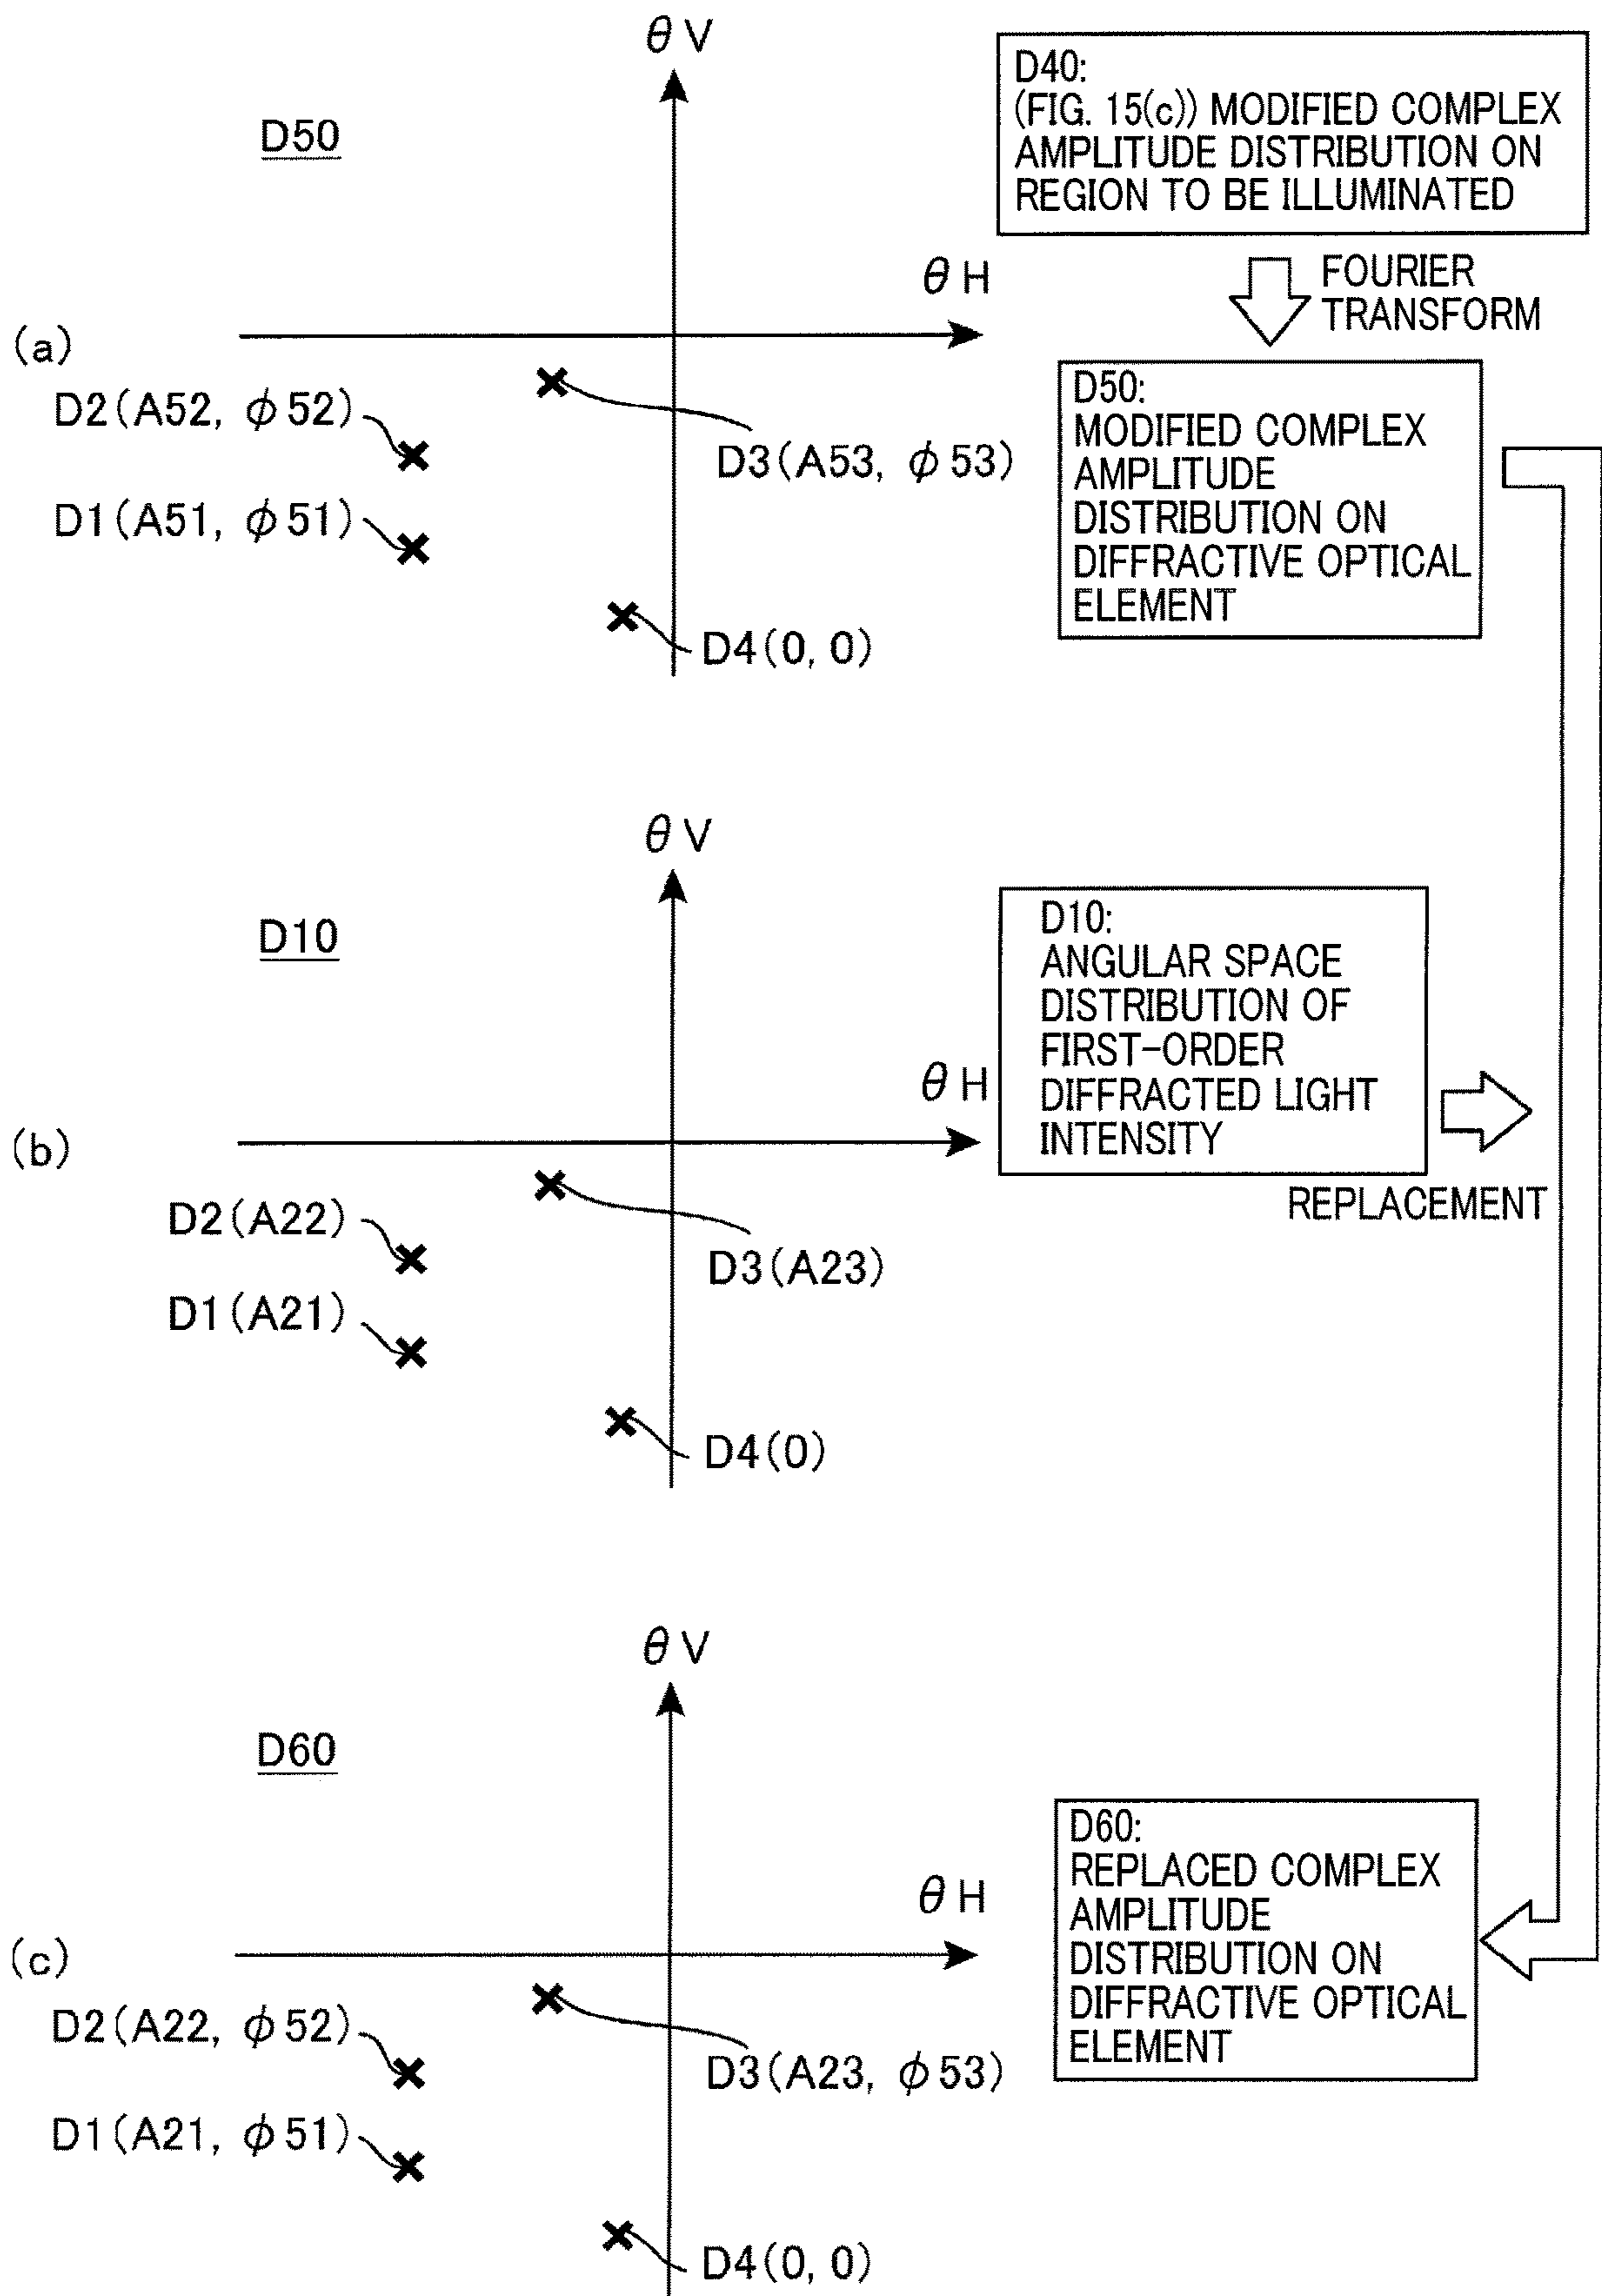 θV
D50
D40:
(FIG. 15(c)) MODIFIED COMPLEX
AMPLITUDE DISTRIBUTION ON
REGION TO BE ILLUMINATED
θH
FOURIER
TRANSFORM
(a)
D2(A52, φ52)
D3(A53, φ53)
D1(A51, φ51)
D4(0, 0)
D50:
MODIFIED COMPLEX
AMPLITUDE
DISTRIBUTION ON
DIFFRACTIVE OPTICAL
ELEMENT
θV
D10
D10:
ANGULAR SPACE
DISTRIBUTION OF
FIRST-ORDER
DIFFRACTED LIGHT
INTENSITY
θH
REPLACEMENT
(b)
D2(A22)
D3(A23)
D1(A21)
D4(0)
θV
D60
θH
D60:
REPLACED COMPLEX
AMPLITUDE
DISTRIBUTION ON
DIFFRACTIVE OPTICAL
ELEMENT
(c)
D2(A22, φ52)
D3(A23, φ53)
D1(A21, φ51)
D4(0, 0)